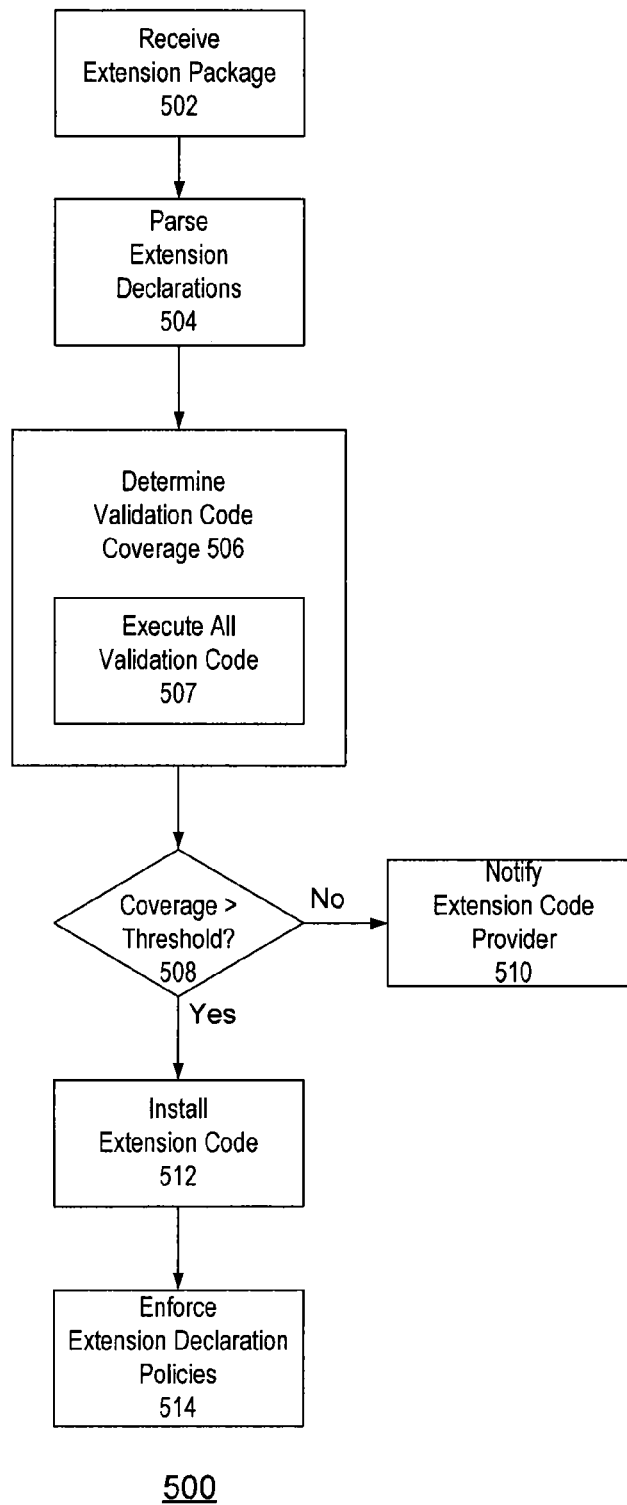 Receive
Extension Package
502
Parse
Extension
Declarations
504
Determine
Validation Code
Coverage 506
Execute All
Validation Code
507
Coverage >
Threshold?
508
No
Notify
Extension Code
Provider
510
Yes
Install
Extension Code
512
Enforce
Extension Declaration
Policies
514
500